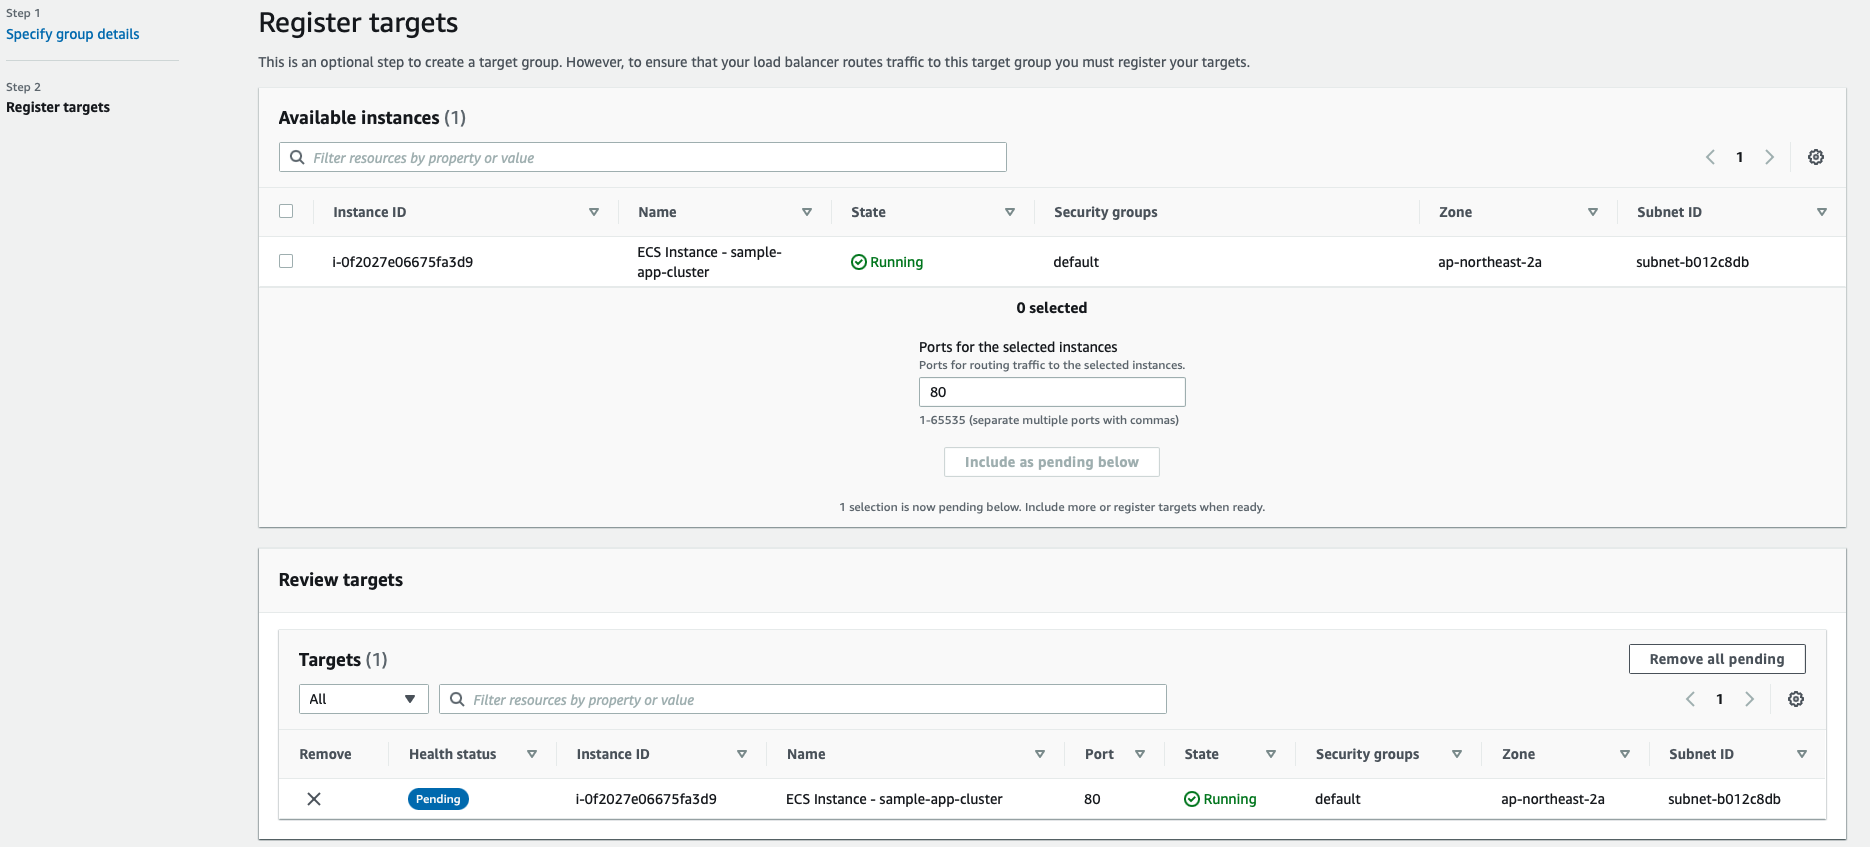 Step 1
Specify group details
Step 2
Register targets
Register targets
This is an optional step to create a target group. However, to ensure that your load balancer routes traffic to this target group you must register your targets.
Available instances (1)
Filter resources by property or value
1
Instance ID Name State Security groups Zone Subnet ID
i-0f2027e06675fa3d9 ECS Instance - sample-app-cluster Running default ap-northeast-2a subnet-b012c8db
0 selected
Ports for the selected instances
Ports for routing traffic to the selected instances.
80
1-65535 (separate multiple ports with commas)
Include as pending below
1 selection is now pending below. Include more or register targets when ready.
Review targets
Targets (1)
Remove all pending
All
Filter resources by property or value
1
Remove Health status Instance ID Name Port State Security groups Zone Subnet ID
Pending i-0f2027e06675fa3d9 ECS Instance - sample-app-cluster 80 Running default ap-northeast-2a subnet-b012c8db